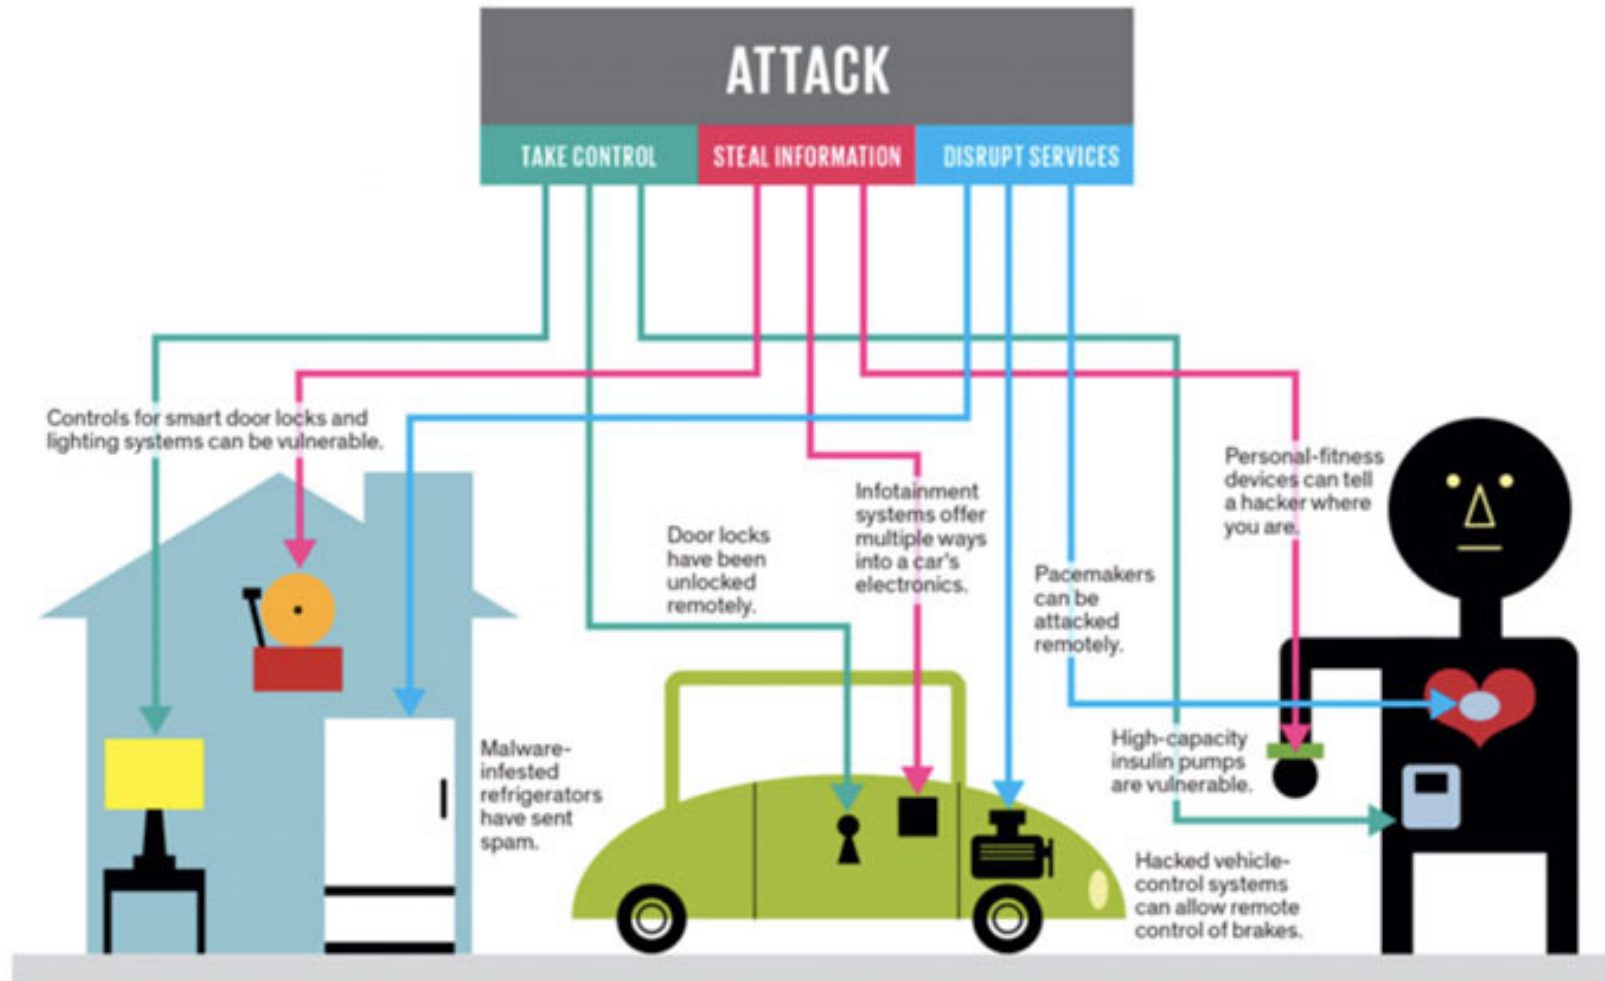 ATTACK
TAKE CONTROL
STEAL INFORMATION
DISRUPT SERVICES
Controls for smart door locks and
lighting systems can be vulnerable.
Malware-
infested
refrigerators
have sent
spam.
Door locks
have been
unlocked
remotely.
Infotainment
systems offer
multiple ways
into a car's
electronics.
Pacemakers
can be
attacked
remotely.
Personal-fitness
devices can tell
a hacker where
you are.
High-capacity
insulin pumps
are vulnerable.
Hacked vehicle-
control systems
can allow remote
control of brakes.